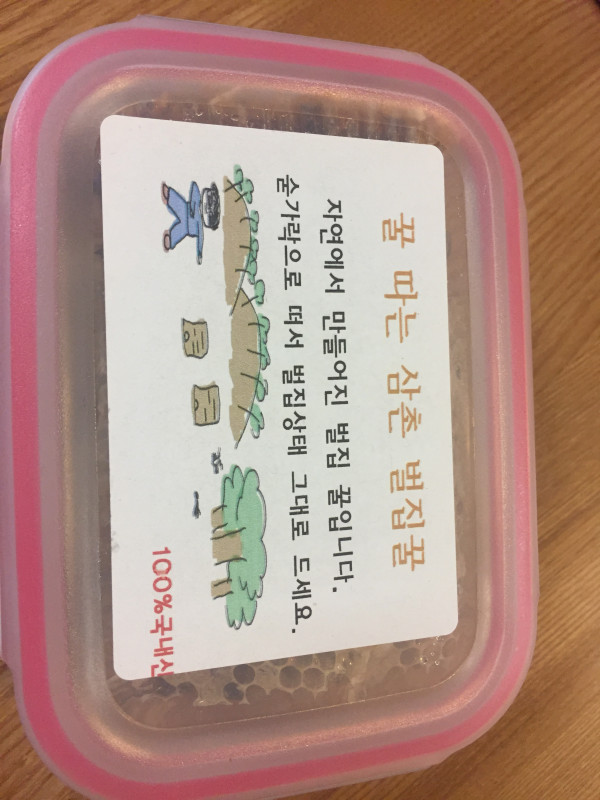 꿀 따는 삼촌 벌집꿀
자연에서 만들어진 벌집 꿀입니다.
숟가락으로 떠서 벌집상태 그대로 드세요.
100%국내산